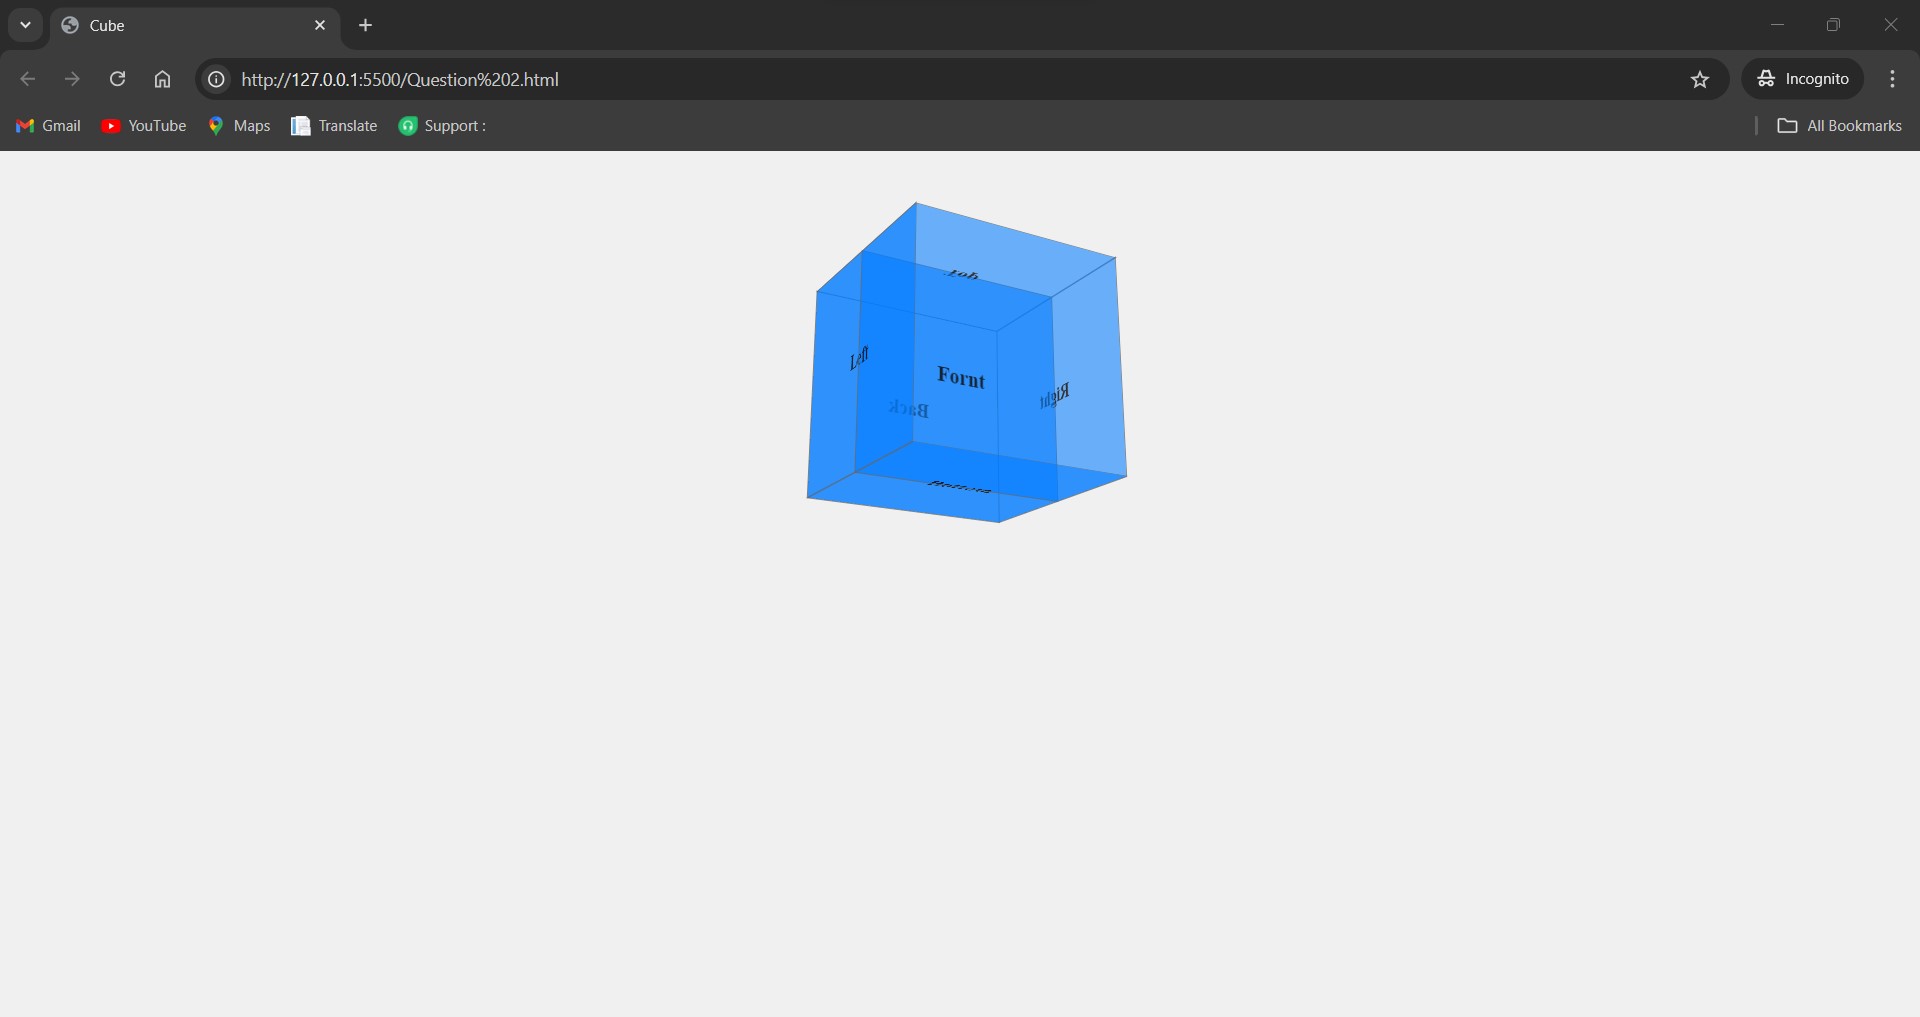 Cube
http://127.0.0.1:5500/Question%202.html
Incognito
Gmail
YouTube
Maps
Translate
Support :
All Bookmarks
Top
Left
Fornt
Right
Back
Bottom